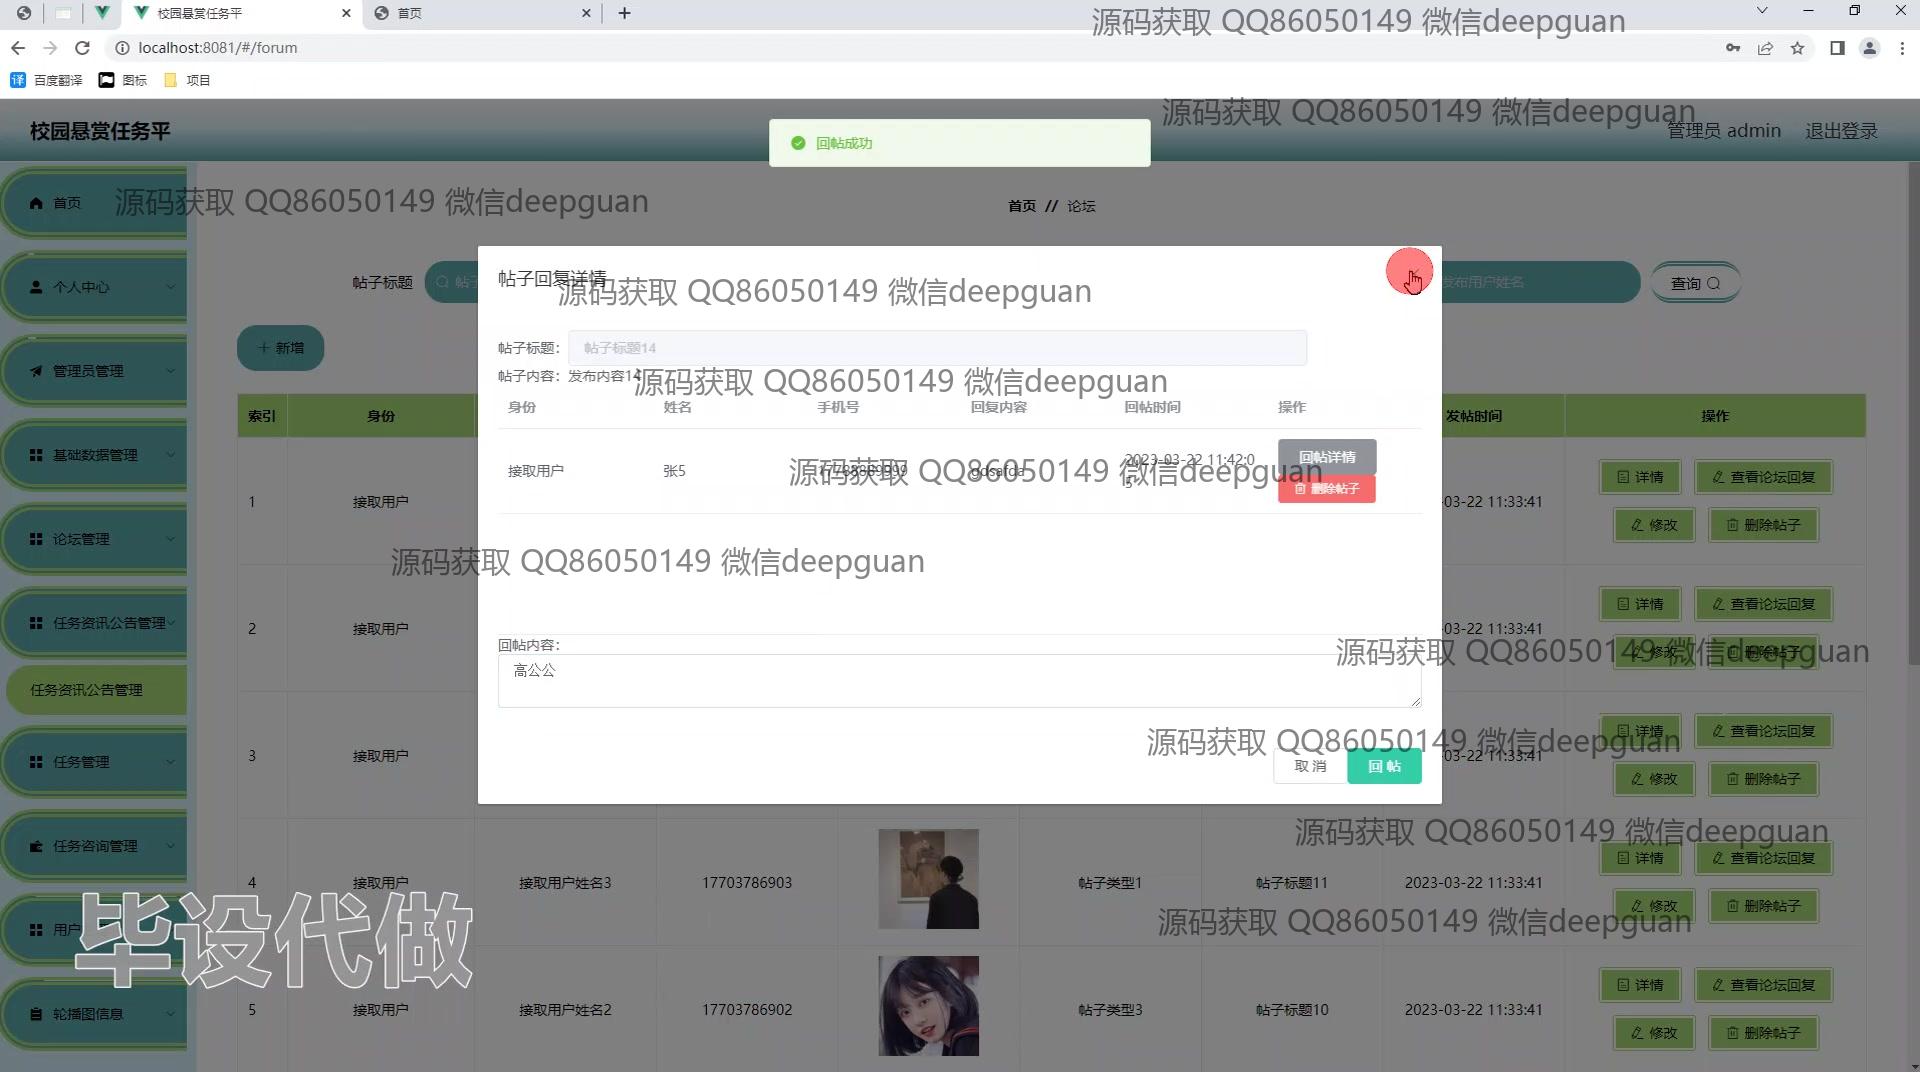 校园悬赏任务平
首页
源码获取 QQ86050149 微信deepguan
localhost:8081/#/forum
百度翻译 图标 项目
源码获取 QQ86050149 微信deepguan
校园悬赏任务平
管理员 admin 退出登录
回帖成功
首页
源码获取 QQ86050149 微信deepguan
首页 // 论坛
个人中心
帖子标题 帖子
发布用户姓名
查询
帖子回复详情
源码获取 QQ86050149 微信deepguan
新增
管理员管理
帖子标题: 帖子标题14
帖子内容: 发布内容14
源码获取 QQ86050149 微信deepguan
索引 身份 发帖时间 操作
身份 姓名 手机号 回复内容 回帖时间 操作
基础数据管理
接取用户 张5 gdsafda 2023-03-22 11:42:05
源码获取 QQ86050149 微信deepguan
回帖详情
删除帖子
1 接取用户 03-22 11:33:41
详情 查看论坛回复
修改 删除帖子
论坛管理
源码获取 QQ86050149 微信deepguan
任务资讯公告管理
2 接取用户 03-22 11:33:41
详情 查看论坛回复
修改 删除帖子
回帖内容:
高公公
源码获取 QQ86050149 微信deepguan
任务资讯公告管理
任务管理
3 接取用户 03-22 11:33:41
详情 查看论坛回复
修改 删除帖子
源码获取 QQ86050149 微信deepguan
取 消 回 帖
任务咨询管理
源码获取 QQ86050149 微信deepguan
4 接取用户 接取用户姓名3 17703786903 帖子类型1 帖子标题11 2023-03-22 11:33:41
详情 查看论坛回复
修改 删除帖子
源码获取 QQ86050149 微信deepguan
用户
毕设代做
轮播图信息
5 接取用户 接取用户姓名2 17703786902 帖子类型3 帖子标题10 2023-03-22 11:33:41
详情 查看论坛回复
修改 删除帖子